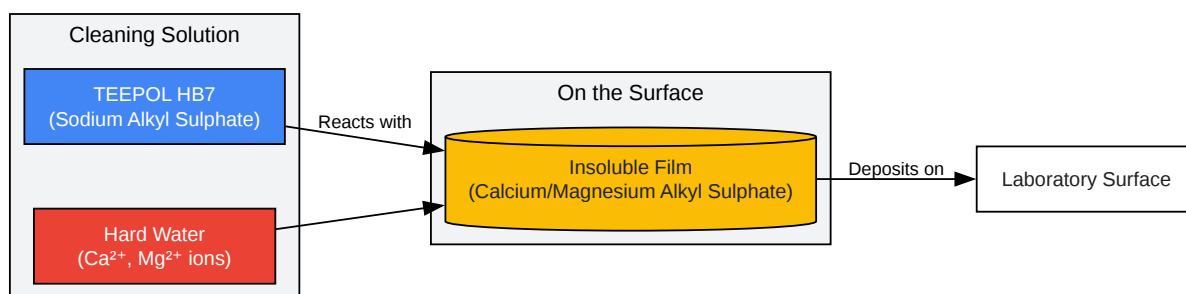 Cleaning Solution
TEEPOL HB7
(Sodium Alkyl Sulphate)
Hard Water
(Ca²⁺, Mg²⁺ ions)
Reacts with
On the Surface
Insoluble Film
(Calcium/Magnesium Alkyl Sulphate)
Deposits on
Laboratory Surface